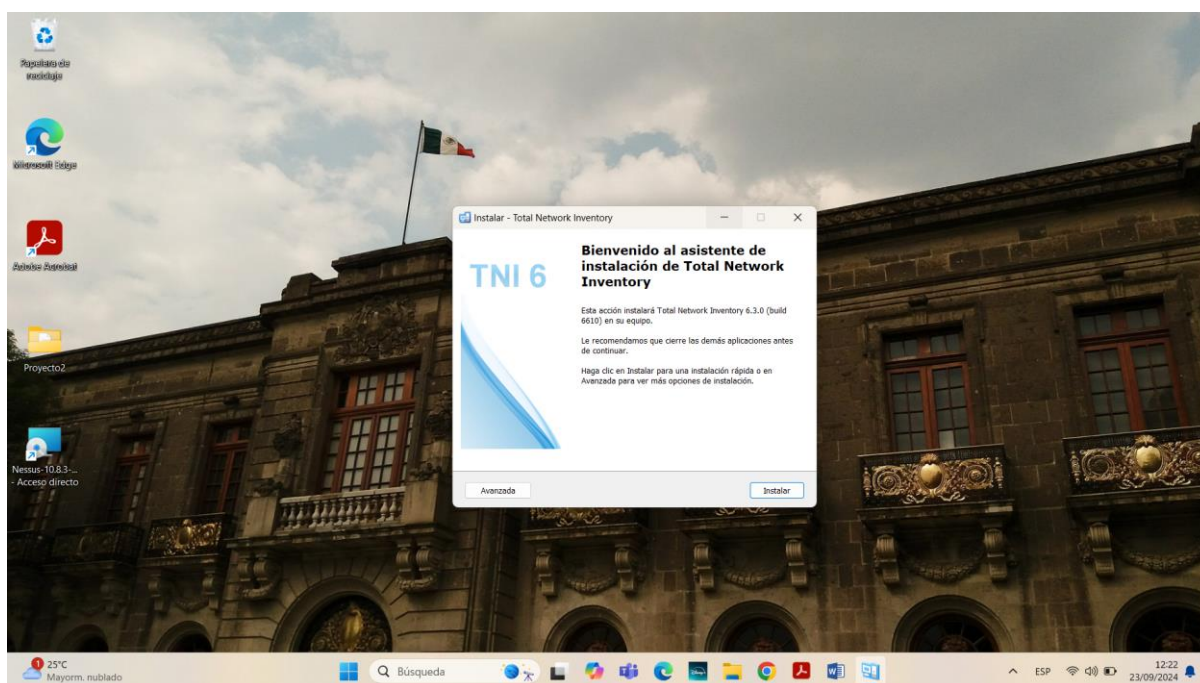 Papelera de
reciclaje
Microsoft Edge
Adobe Acrobat
Proyecto2
Nessus-10.8.3-...
- Acceso directo
Instalar - Total Network Inventory
TNI 6
Bienvenido al asistente de
instalación de Total Network
Inventory
Esta acción instalará Total Network Inventory 6.3.0 (build
6610) en su equipo.
Le recomendamos que cierre las demás aplicaciones antes
de continuar.
Haga clic en Instalar para una instalación rápida o en
Avanzada para ver más opciones de instalación.
Avanzada
Instalar
1
25°C
Mayorm. nublado
Búsqueda
ESP
12:22
23/09/2024